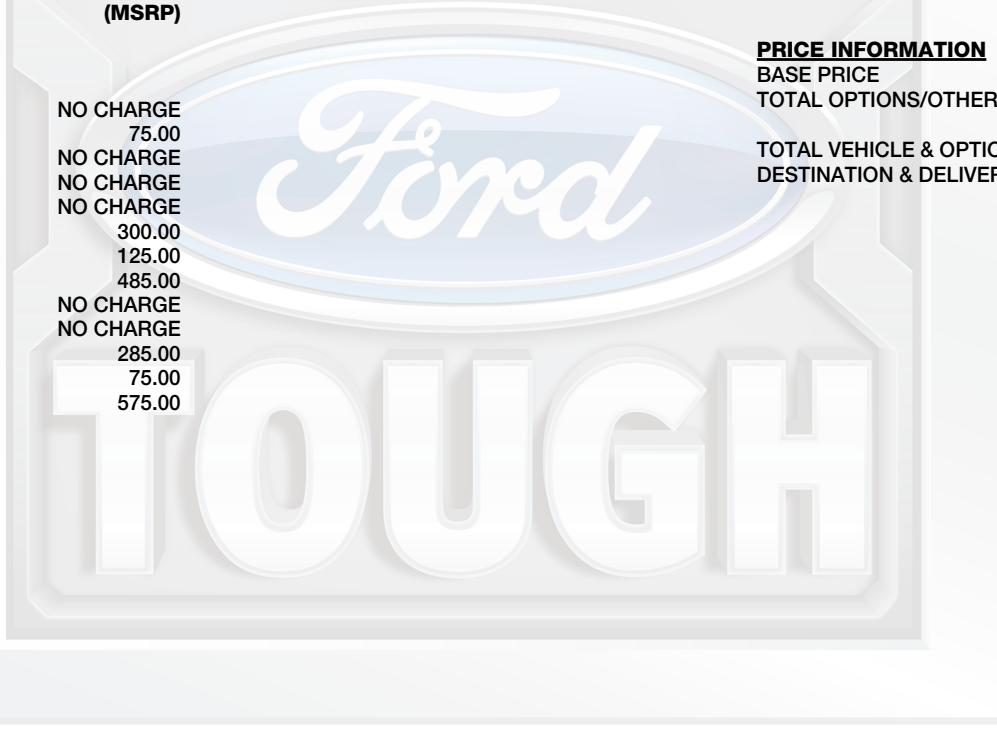 (MSRP)
NO CHARGE
75.00
NO CHARGE
NO CHARGE
NO CHARGE
300.00
125.00
485.00
NO CHARGE
NO CHARGE
285.00
75.00
575.00
PRICE INFORMATION
BASE PRICE
TOTAL OPTIONS/OTHER
TOTAL VEHICLE & OPTIO
DESTINATION & DELIVER
Ford
TOUGH